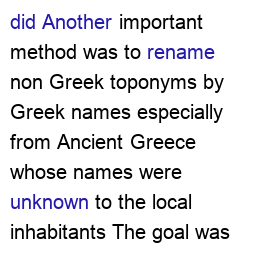 did Another important
method was to rename
non Greek toponyms by
Greek names especially
from Ancient Greece
whose names were
unknown to the local
inhabitants The goal was